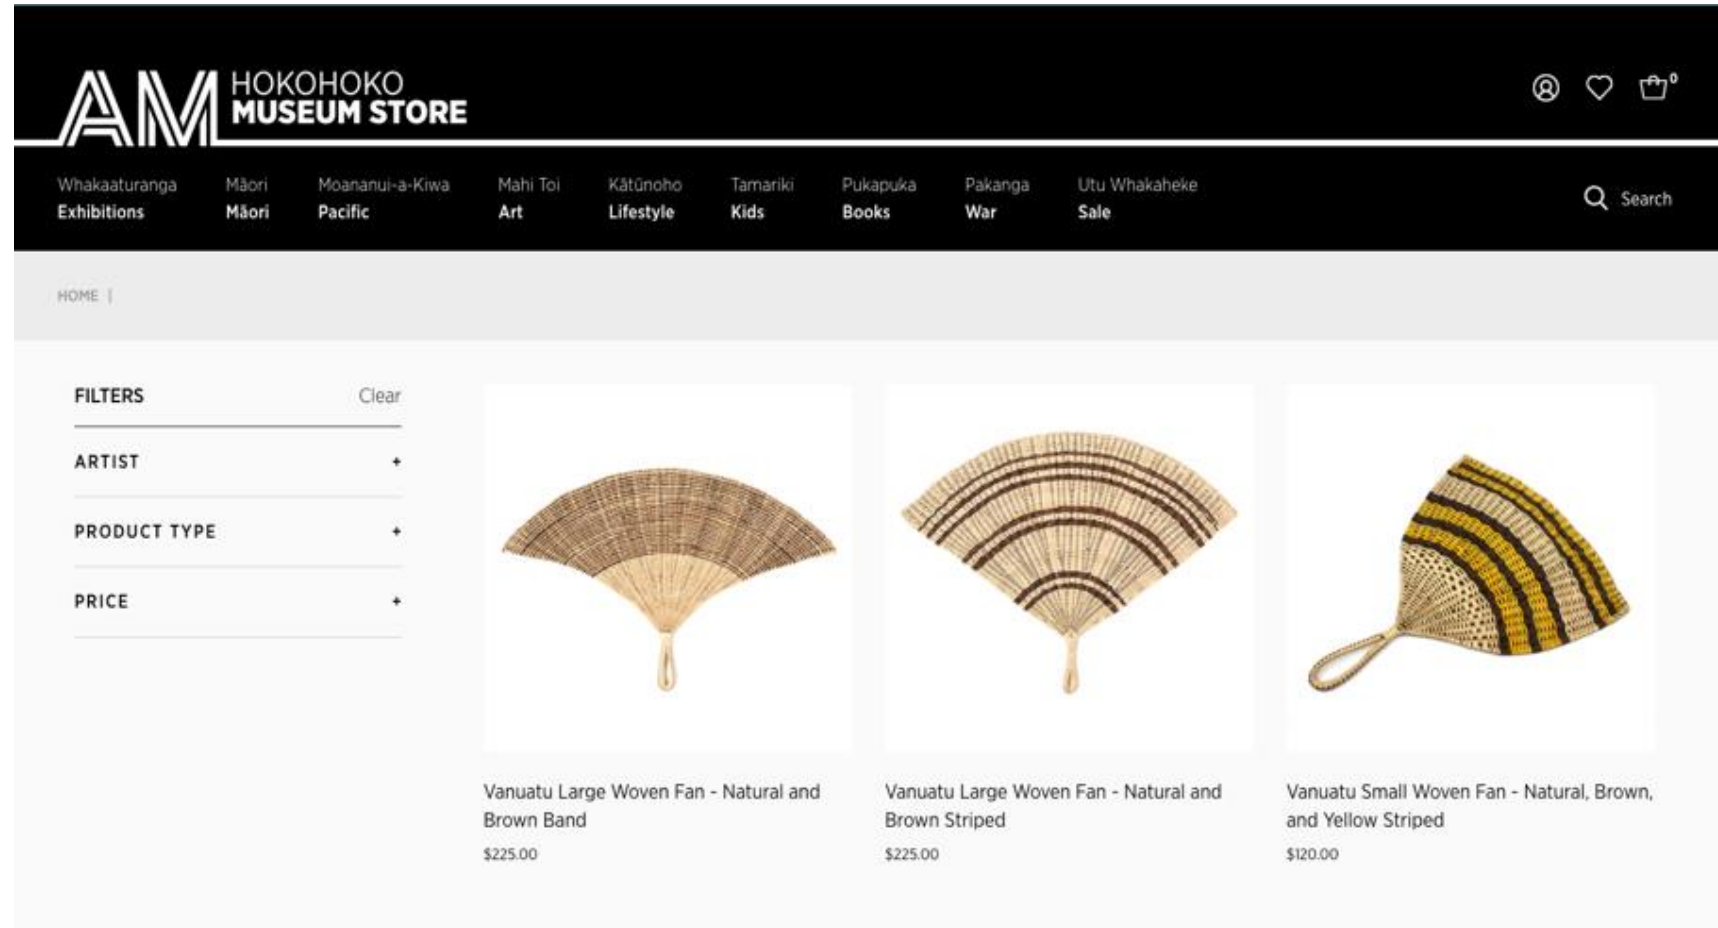 AM HOKOHOKO
MUSEUM STORE
0
Whakaaturanga
Exhibitions
Māori
Māori
Moananui-a-Kiwa
Pacific
Mahi Toi
Art
Kātūnoho
Lifestyle
Tamariki
Kids
Pukapuka
Books
Pakanga
War
Utu Whakaheke
Sale
Search
HOME |
FILTERS Clear
ARTIST +
PRODUCT TYPE +
PRICE +
Vanuatu Large Woven Fan - Natural and
Brown Band
$225.00
Vanuatu Large Woven Fan - Natural and
Brown Striped
$225.00
Vanuatu Small Woven Fan - Natural, Brown,
and Yellow Striped
$120.00